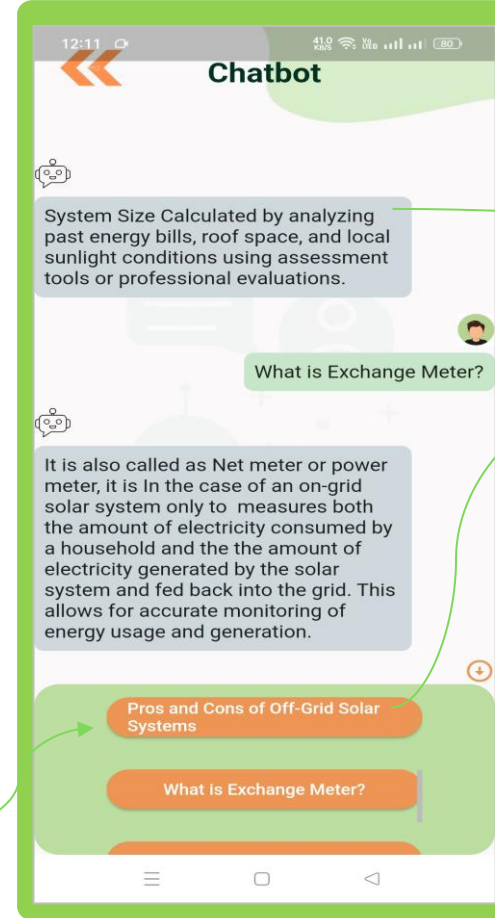 12:11
41.0 KB/S Vo LTE 80
Chatbot
System Size Calculated by analyzing
past energy bills, roof space, and local
sunlight conditions using assessment
tools or professional evaluations.
What is Exchange Meter?
It is also called as Net meter or power
meter, it is In the case of an on-grid
solar system only to  measures both
the amount of electricity consumed by
a household and the the amount of
electricity generated by the solar
system and fed back into the grid. This
allows for accurate monitoring of
energy usage and generation.
Pros and Cons of Off-Grid Solar
Systems
What is Exchange Meter?